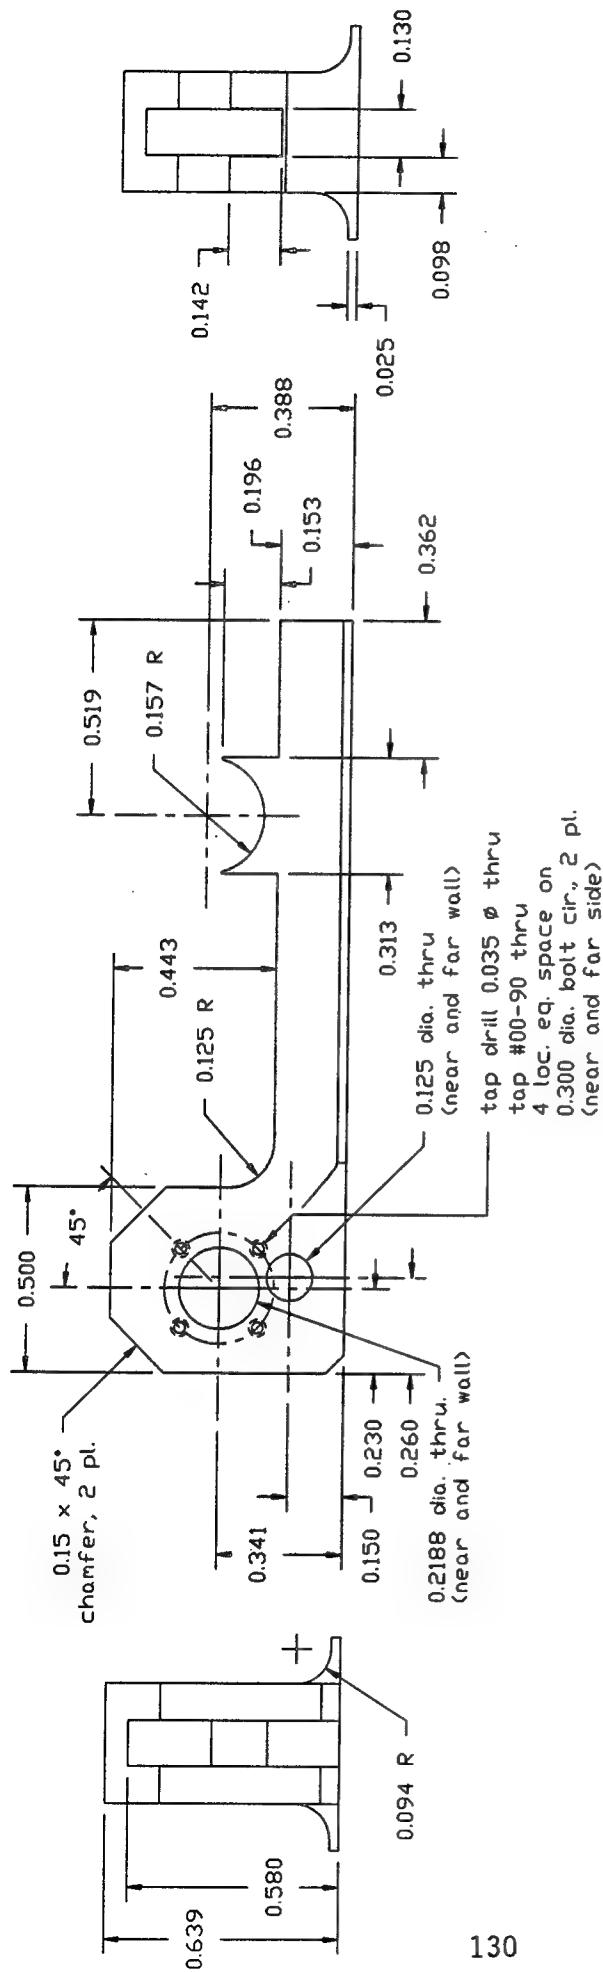 0.639
0.580
0.094 R
0.15 x 45°
chamfer, 2 pl.
0.500
45°
0.443
0.125 R
0.519
0.157 R
0.196
0.153
0.388
0.362
0.313
0.341
0.150
0.230
0.260
0.2188 dia. thru.
(near and far wall)
0.125 dia. thru
(near and far wall)
tap drill 0.035 ø thru
tap #00-90 thru
4 loc. eq. space on
0.300 dia. bolt cir., 2 pl.
(near and far side)
0.142
0.025
0.098
0.130
130